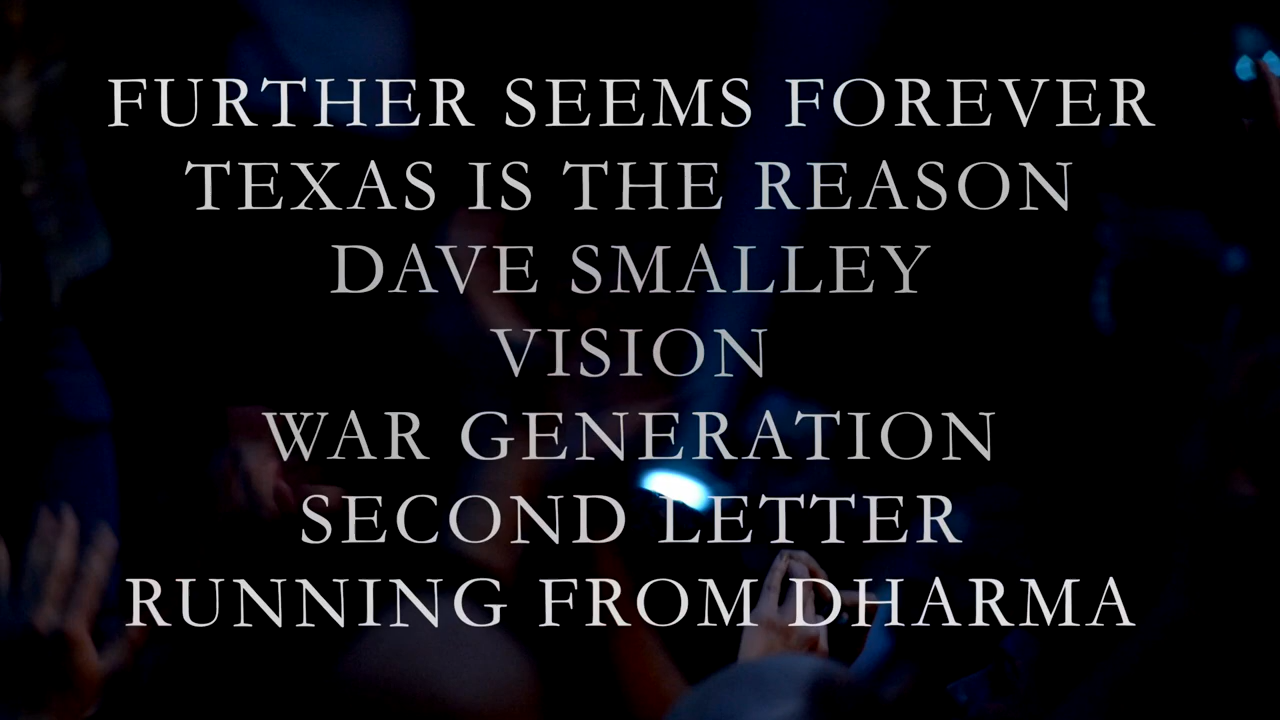 FURTHER SEEMS FOREVER
TEXAS IS THE REASON
DAVE SMALLEY
VISION
WAR GENERATION
SECOND LETTER
RUNNING FROM DHARMA